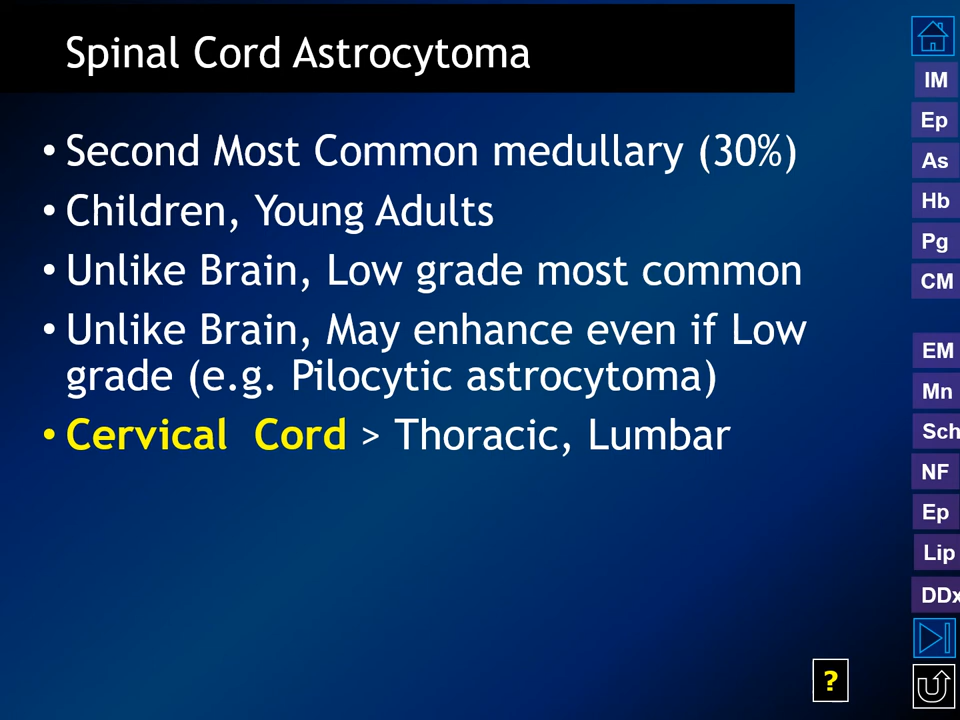 Spinal Cord Astrocytoma
• Second Most Common medullary (30%)
• Children, Young Adults
• Unlike Brain, Low grade most common
• Unlike Brain, May enhance even if Low
grade (e.g. Pilocytic astrocytoma)
• Cervical  Cord > Thoracic, Lumbar
IM
Ep
As
Hb
Pg
CM
EM
Mn
Sch
NF
Ep
Lip
DDx
?